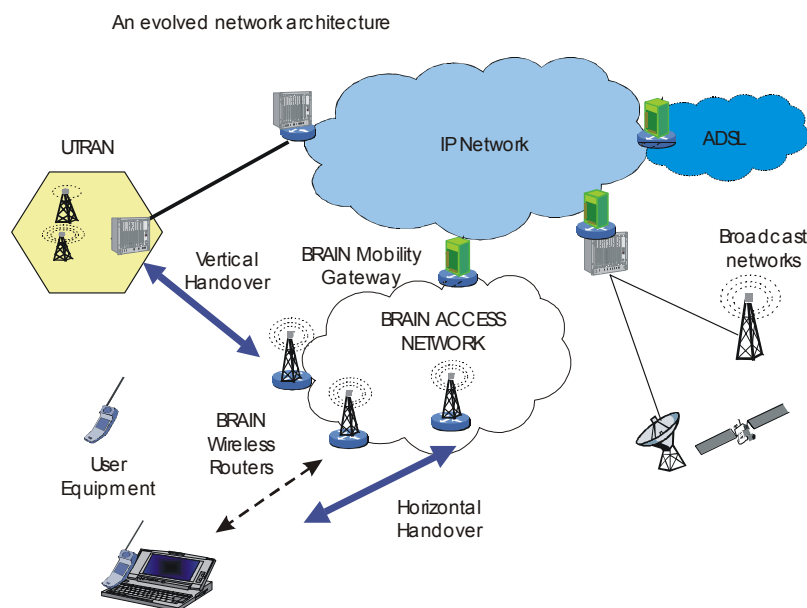 An evolved network architecture
UTRAN
IP Network
ADSL
Vertical
Handover
BRAIN Mobility
Gateway
Broadcast
networks
BRAIN ACCESS
NETWORK
BRAIN
Wireless
Routers
User
Equipment
Horizontal
Handover